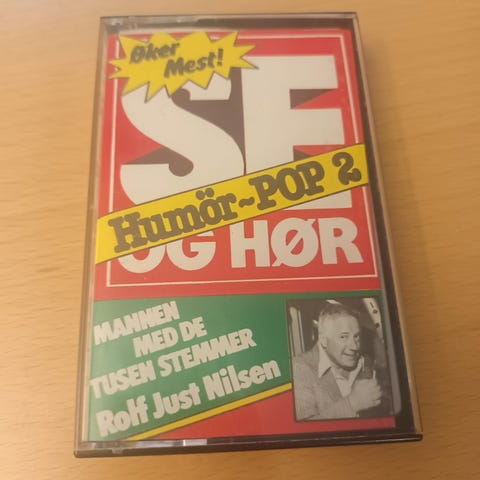 Øker
Mest!
SE
Humör~POP 2
OG HØR
MANNEN
MED DE
TUSEN STEMMER
Rolf Just Nilsen